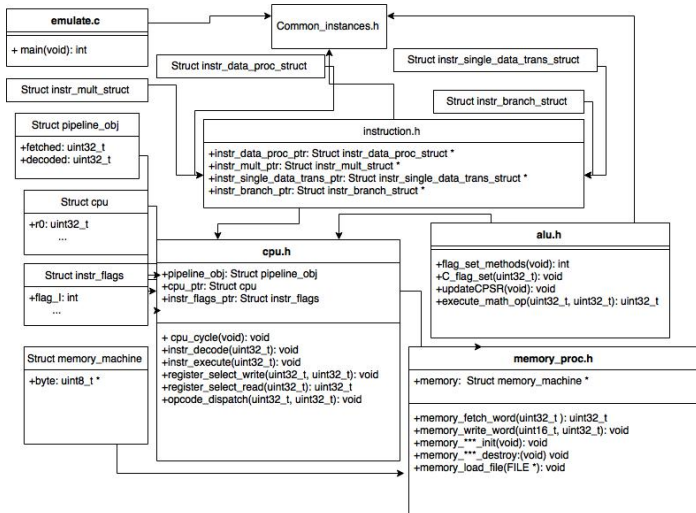 emulate.c
+ main(void): int
Common_instances.h
Struct instr_data_proc_struct
Struct instr_single_data_trans_struct
Struct instr_mult_struct
Struct instr_branch_struct
Struct pipeline_obj
+fetched: uint32_t
+decoded: uint32_t
instruction.h
+instr_data_proc_ptr: Struct instr_data_proc_struct *
+instr_mult_ptr: Struct instr_mult_struct *
+instr_single_data_trans_ptr: Struct instr_single_data_trans_struct *
+instr_branch_ptr: Struct instr_branch_struct *
Struct cpu
+r0: uint32_t
...
Struct instr_flags
+flag_I: int
...
cpu.h
+pipeline_obj: Struct pipeline_obj
+cpu_ptr: Struct cpu
+instr_flags_ptr: Struct instr_flags
+ cpu_cycle(void): void
+instr_decode(uint32_t): void
+instr_execute(uint32_t): void
+register_select_write(uint32_t, uint32_t): void
+register_select_read(uint32_t): uint32_t
+opcode_dispatch(uint32_t, uint32_t): void
alu.h
+flag_set_methods(void): int
+C_flag_set(uint32_t): void
+updateCPSR(void): void
+execute_math_op(uint32_t, uint32_t): uint32_t
Struct memory_machine
+byte: uint8_t *
memory_proc.h
+memory: Struct memory_machine *
+memory_fetch_word(uint32_t ): uint32_t
+memory_write_word(uint16_t, uint32_t): void
+memory_***_init(void): void
+memory_***_destroy:(void) void
+memory_load_file(FILE *): void